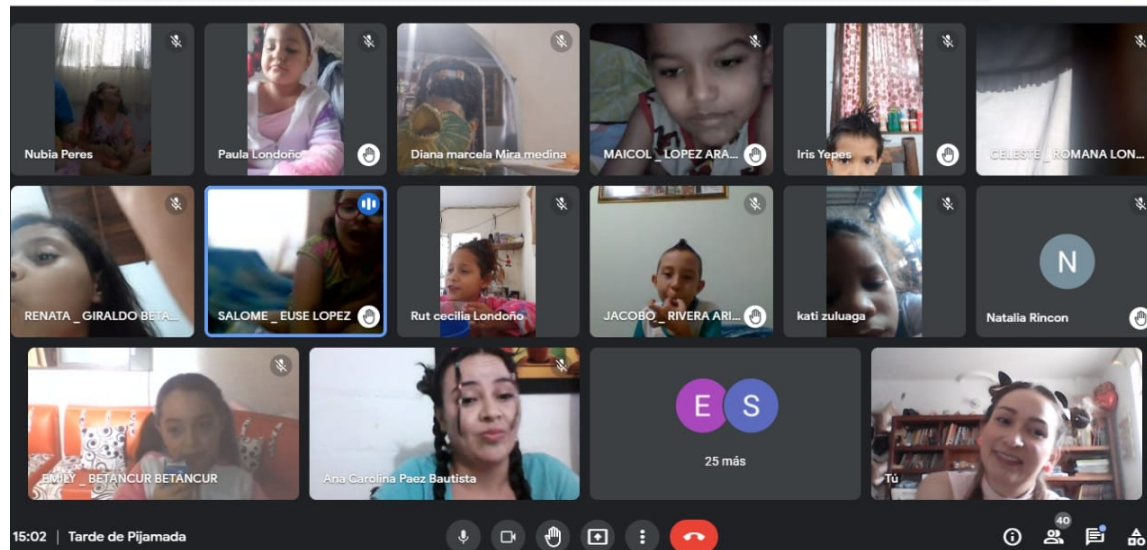 Nubia Peres
Paula Londoño
Diana marcela Mira medina
MAICOL _ LOPEZ ARA...
Iris Yepes
CELESTE _ ROMANA LON...
RENATA _ GIRALDO BETA...
SALOME _ EUSE LOPEZ
Rut cecilia Londoño
JACOBO _ RIVERA ARI...
kati zuluaga
N
Natalia Rincon
EMILY _ BETANCUR BETANCUR
Ana Carolina Paez Bautista
E S
25 más
Tú
15:02 | Tarde de Pijamada
40